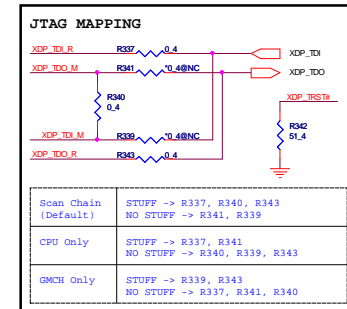 JTAG MAPPING
XDP_TDI_R R337 0_4 XDP_TDI
XDP_TDO_M R341 *0_4@NC XDP_TDO
XDP_TRST#
R340
0_4
R342
51_4
XDP_TDI_M R339 *0_4@NC
XDP_TDO_R R343 0_4
Scan Chain STUFF -> R337, R340, R343
(Default) NO STUFF -> R341, R339
CPU Only STUFF -> R337, R341
NO STUFF -> R340, R339, R343
GMCH Only STUFF -> R339, R343
NO STUFF -> R337, R341, R340